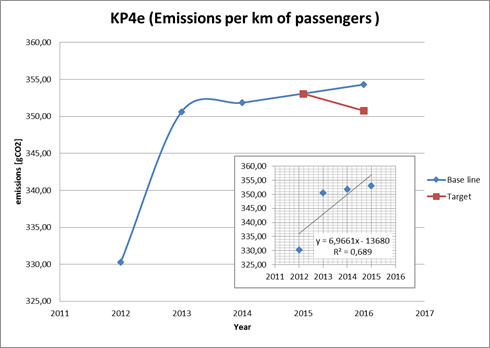 KP4e (Emissions per km of passengers )
360,00
355,00
350,00
345,00
340,00
335,00
330,00
325,00
emissions [gCO2]
2011 2012 2013 2014 2015 2016 2017
Year
Base line
Target
360,00
355,00
350,00
345,00
340,00
335,00
330,00
325,00
y = 6,9661x - 13680
R² = 0,689
2011 2012 2013 2014 2015 2016